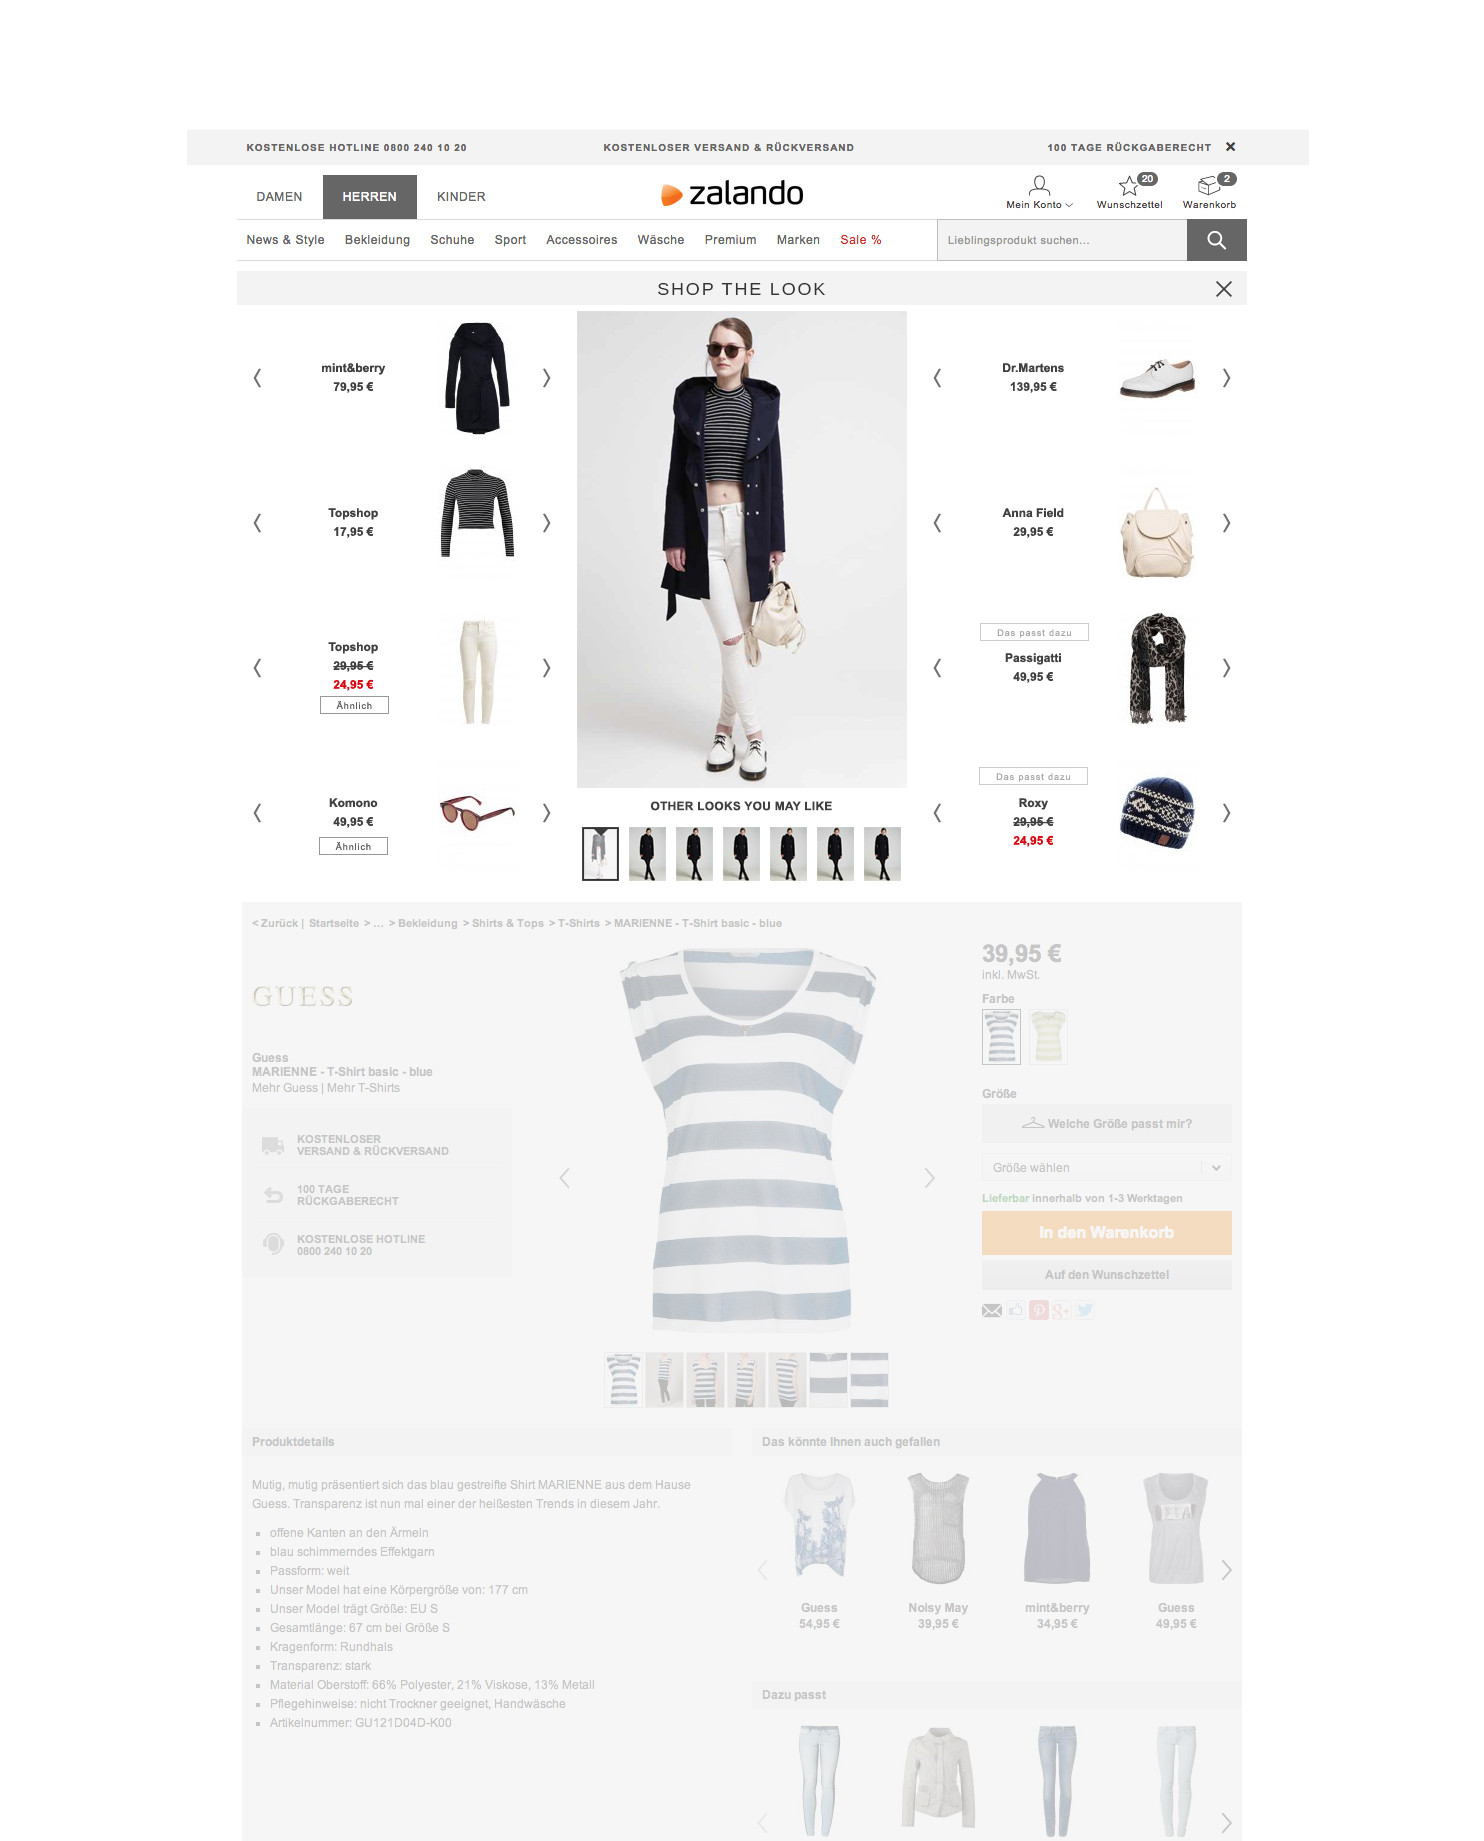 KOSTENLOSE HOTLINE 0800 240 10 20
KOSTENLOSER VERSAND & RÜCKVERSAND
100 TAGE RÜCKGABERECHT
DAMEN
HERREN
KINDER
zalando
20
2
Mein Konto
Wunschzettel
Warenkorb
News & Style
Bekleidung
Schuhe
Sport
Accessoires
Wäsche
Premium
Marken
Sale %
Lieblingsprodukt suchen...
SHOP THE LOOK
mint&berry
79,95 €
Topshop
17,95 €
Topshop
29,95 €
24,95 €
Ähnlich
Komono
49,95 €
Ähnlich
OTHER LOOKS YOU MAY LIKE
Dr.Martens
139,95 €
Anna Field
29,95 €
Das passt dazu
Passigatti
49,95 €
Das passt dazu
Roxy
29,95 €
24,95 €
< Zurück | Startseite > ... > Bekleidung > Shirts & Tops > T-Shirts > MARIENNE - T-Shirt basic - blue
GUESS
Guess
MARIENNE - T-Shirt basic - blue
Mehr Guess | Mehr T-Shirts
KOSTENLOSER
VERSAND & RÜCKVERSAND
100 TAGE
RÜCKGABERECHT
KOSTENLOSE HOTLINE
0800 240 10 20
39,95 €
inkl. MwSt.
Farbe
Größe
Welche Größe passt mir?
Größe wählen
Lieferbar innerhalb von 1-3 Werktagen
In den Warenkorb
Auf den Wunschzettel
Produktdetails
Mutig, mutig präsentiert sich das blau gestreifte Shirt MARIENNE aus dem Hause
Guess. Transparenz ist nun mal einer der heißesten Trends in diesem Jahr.
offene Kanten an den Ärmeln
blau schimmerndes Effektgarn
Passform: weit
Unser Model hat eine Körpergröße von: 177 cm
Unser Model trägt Größe: EU S
Gesamtlänge: 67 cm bei Größe S
Kragenform: Rundhals
Transparenz: stark
Material Oberstoff: 66% Polyester, 21% Viskose, 13% Metall
Pflegehinweise: nicht Trockner geeignet, Handwäsche
Artikelnummer: GU121D04D-K00
Das könnte Ihnen auch gefallen
Guess
54,95 €
Noisy May
39,95 €
mint&berry
34,95 €
Guess
49,95 €
Dazu passt